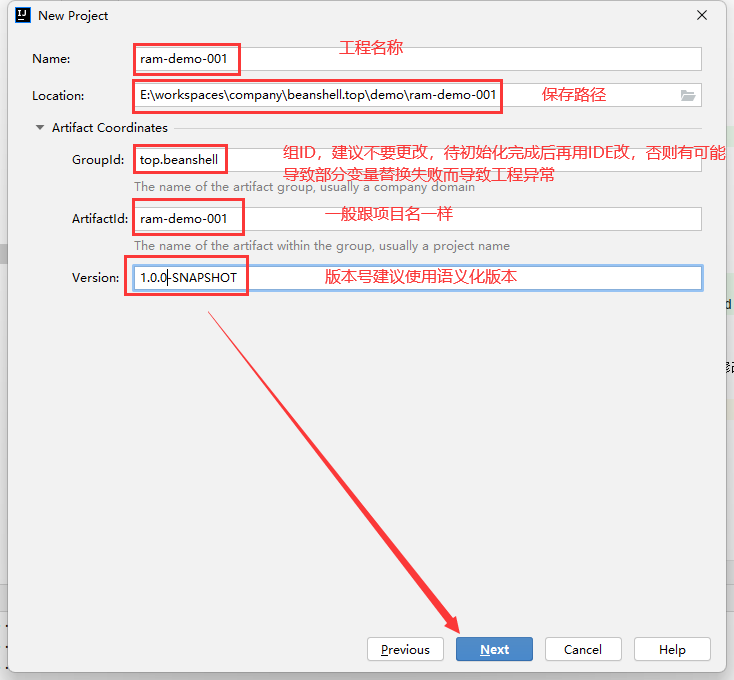 New Project
Name:
ram-demo-001
工程名称
Location:
E:\workspaces\company\beanshell.top\demo\ram-demo-001
保存路径
Artifact Coordinates
GroupId:
top.beanshell
组ID，建议不要更改，待初始化完成后再用IDE改，否则有可能
导致部分变量替换失败而导致工程异常
The name of the artifact group, usually a company domain
ArtifactId:
ram-demo-001
一般跟项目名一样
The name of the artifact within the group, usually a project name
Version:
1.0.0-SNAPSHOT
版本号建议使用语义化版本
Previous
Next
Cancel
Help